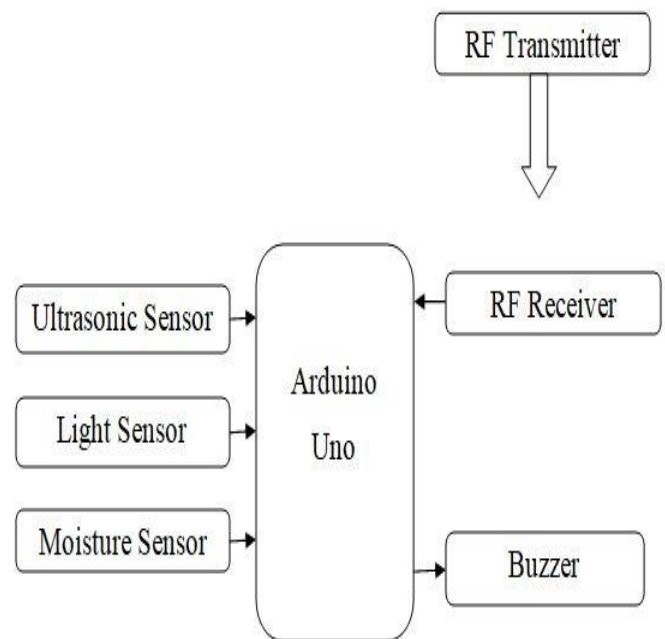 RF Transmitter
Ultrasonic Sensor
Light Sensor
Moisture Sensor
Arduino
Uno
RF Receiver
Buzzer